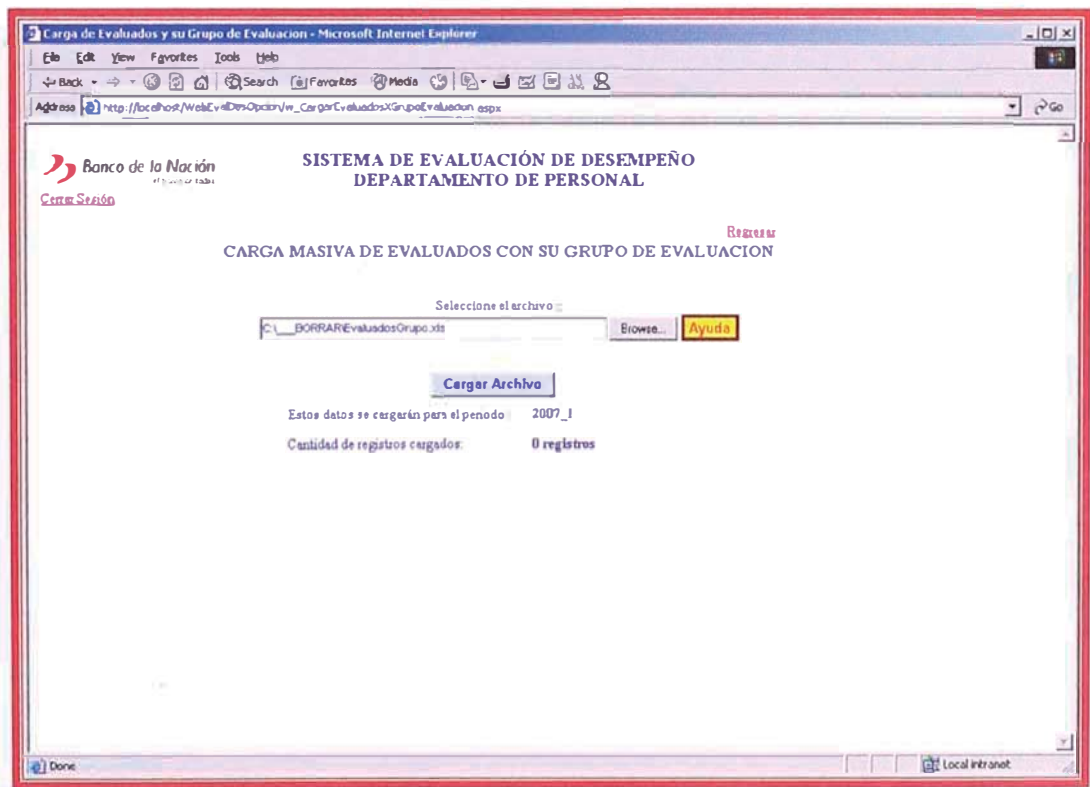 Carga de Evaluados y su Grupo de Evaluacion - Microsoft Internet Explorer
File Edit View Favorites Tools Help
Back Search Favorites Media
Address http://localhost/WebEvalDesOpcion/w_CargarEvaluadosXGrupoEvaluacion.aspx Go
Banco de la Nación
SISTEMA DE EVALUACIÓN DE DESEMPEÑO
DEPARTAMENTO DE PERSONAL
Cerrar Sesión
Regresar
CARGA MASIVA DE EVALUADOS CON SU GRUPO DE EVALUACION
Seleccione el archivo :
C:\___BORRAR\EvaluadosGrupo.xls Browse... Ayuda
Cargar Archivo
Estos datos se cargarán para el periodo 2007_I
Cantidad de registros cargados: 0 registros
Done Local intranet